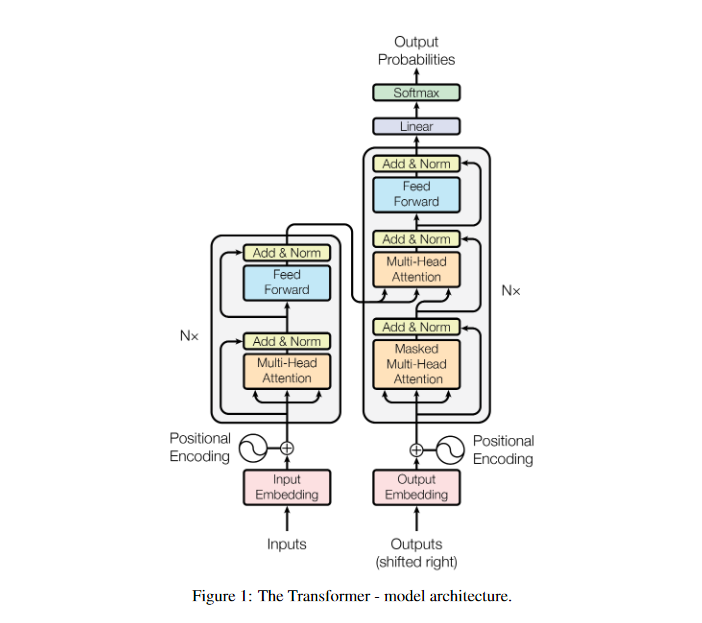 Output
Probabilities
Softmax
Linear
Add & Norm
Feed
Forward
Add & Norm
Multi-Head
Attention
Add & Norm
Masked
Multi-Head
Attention
Nx
Add & Norm
Feed
Forward
Add & Norm
Multi-Head
Attention
Nx
Positional
Encoding
Positional
Encoding
Input
Embedding
Output
Embedding
Inputs
Outputs
(shifted right)
Figure 1: The Transformer - model architecture.